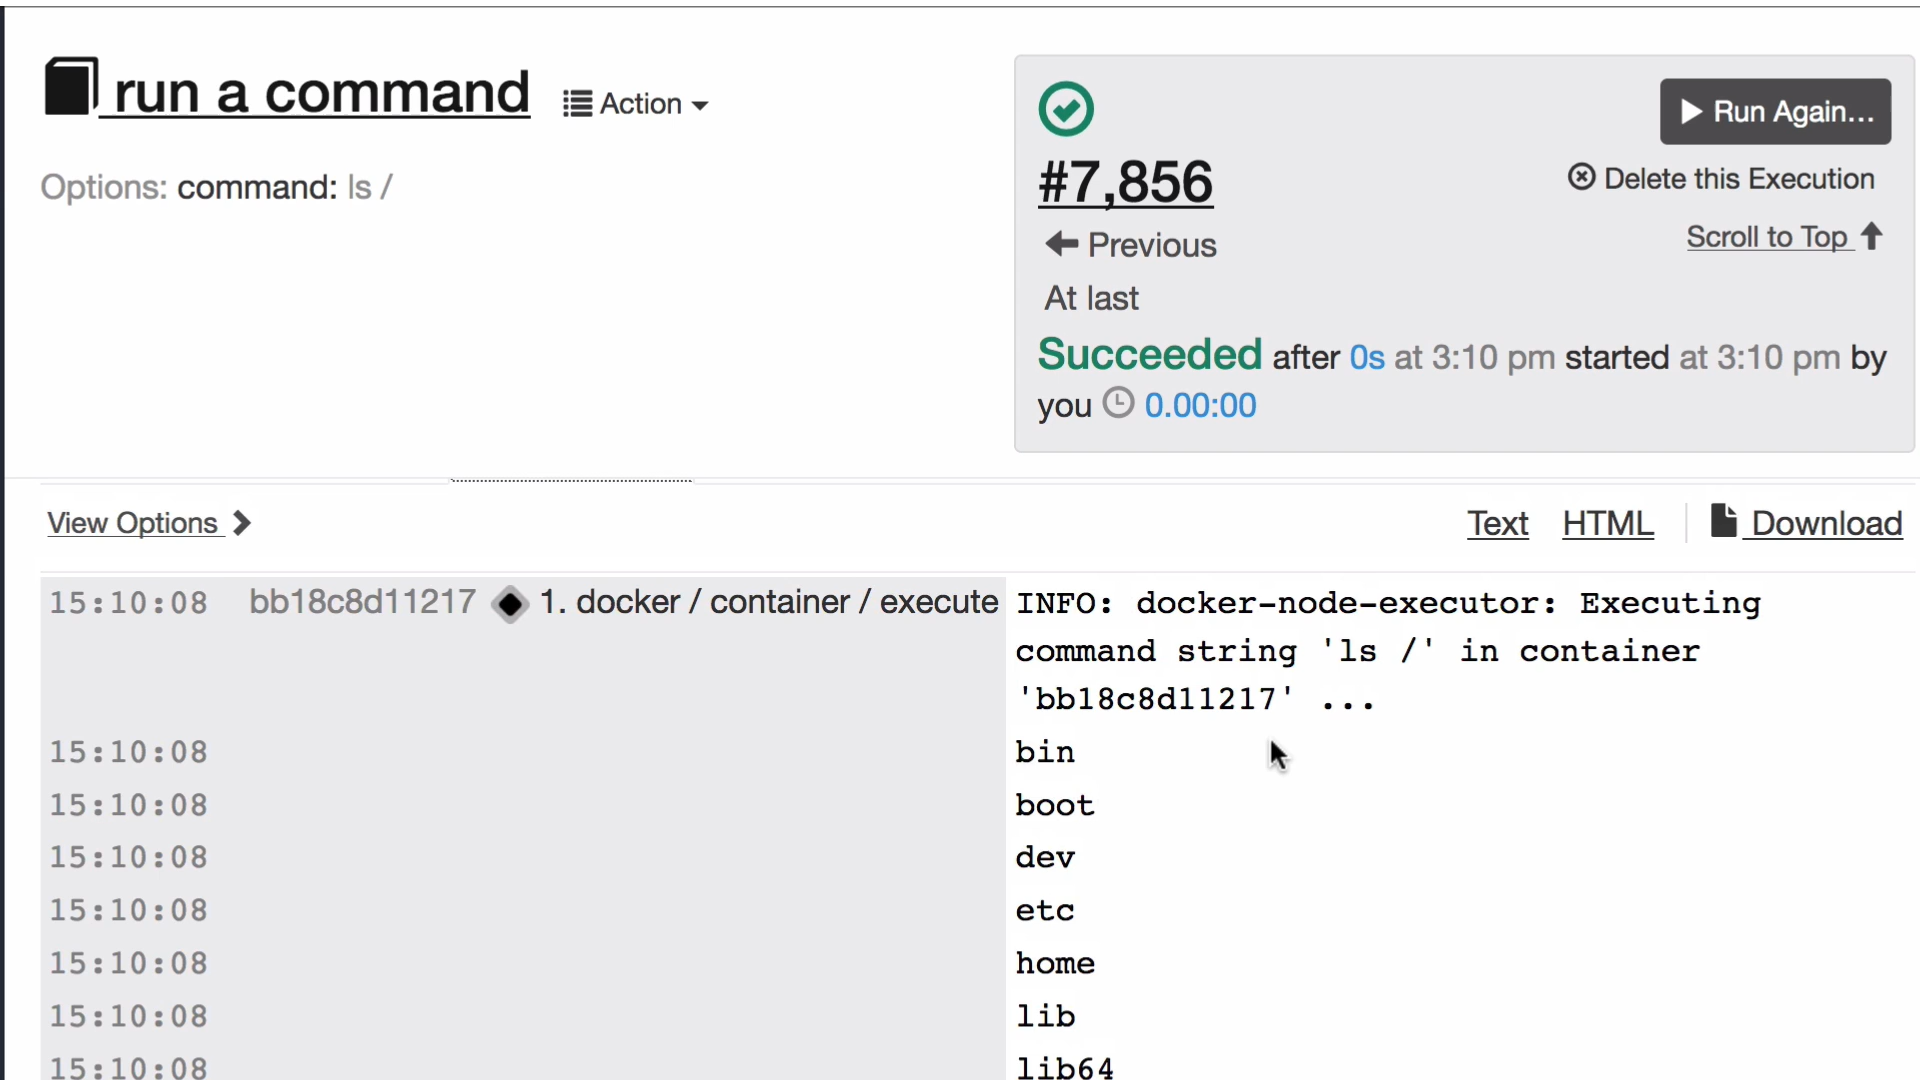 run a command Action
Options: command: ls /
Run Again...
#7,856
Delete this Execution
Previous
Scroll to Top
At last
Succeeded after 0s at 3:10 pm started at 3:10 pm by
you 0.00:00
View Options
Text HTML Download
15:10:08 bb18c8d11217 1. docker / container / execute INFO: docker-node-executor: Executing
command string 'ls /' in container
'bb18c8d11217' ...
15:10:08 bin
15:10:08 boot
15:10:08 dev
15:10:08 etc
15:10:08 home
15:10:08 lib
15:10:08 lib64